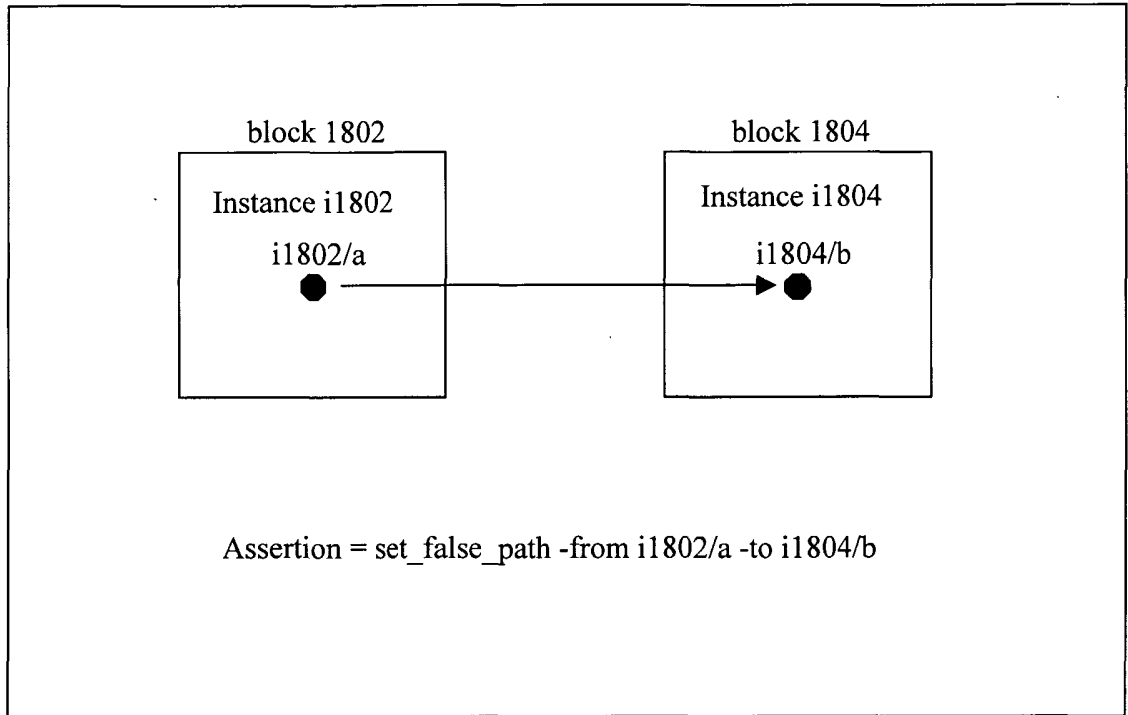 block 1802
block 1804
Instance i1802
Instance i1804
i1802/a
i1804/b
Assertion = set_false_path -from i1802/a -to i1804/b